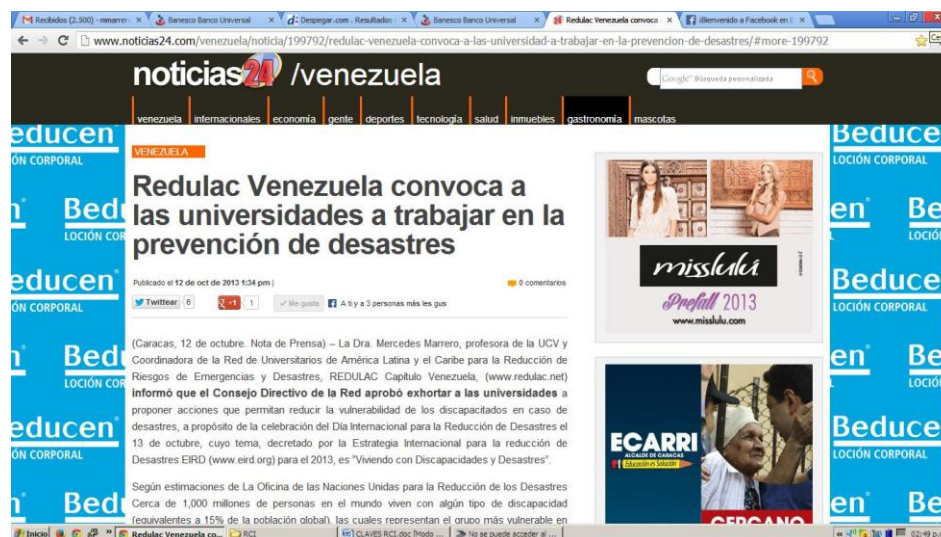 Recibidos (2.500) - mmarrer
Banesco Banco Universal
Despegar.com . Resultados
Banesco Banco Universal
Redulac Venezuela convoca
www.noticias24.com/venezuela/noticia/199792/redulac-venezuela-convoca-a-las-universidad-a-trabajar-en-la-prevencion-de-desastres/#more-199792
noticias24 /venezuela
Google™ Búsqueda personalizada
venezuela internacionales economía gente deportes tecnología salud inmuebles gastronomía mascotas
VENEZUELA
Redulac Venezuela convoca a
las universidades a trabajar en la
prevención de desastres
Publicado el 12 de oct de 2013 1:34 pm |
0 comentarios
Twittear 6 +1 1 Me gusta A ti y a 3 personas más les gus
(Caracas, 12 de octubre. Nota de Prensa) – La Dra. Mercedes Marrero, profesora de la UCV y
Coordinadora de la Red de Universitarios de América Latina y el Caribe para la Reducción de
Riesgos de Emergencias y Desastres, REDULAC Capítulo Venezuela, (www.redulac.net)
informó que el Consejo Directivo de la Red aprobó exhortar a las universidades a
proponer acciones que permitan reducir la vulnerabilidad de los discapacitados en caso de
desastres, a propósito de la celebración del Día Internacional para la Reducción de Desastres el
13 de octubre, cuyo tema, decretado por la Estrategia Internacional para la reducción de
Desastres EIRD (www.eird.org) para el 2013, es "Viviendo con Discapacidades y Desastres".
Según estimaciones de La Oficina de las Naciones Unidas para la Reducción de los Desastres
Cerca de 1,000 millones de personas en el mundo viven con algún tipo de discapacidad
(equivalentes a 15% de la población global), las cuales representan el grupo más vulnerable en
misslulú
Prefall 2013
www.misslulu.com
ECARRI
ALCALDE DE CARACAS
Educación es Solución
CERCANO
Beducen
LOCIÓN CORPORAL
Inicio
Redulac Venezuela co...
RCI
CLAVES RCI.doc [Modo ...
No se puede acceder al ...
02:49 p.